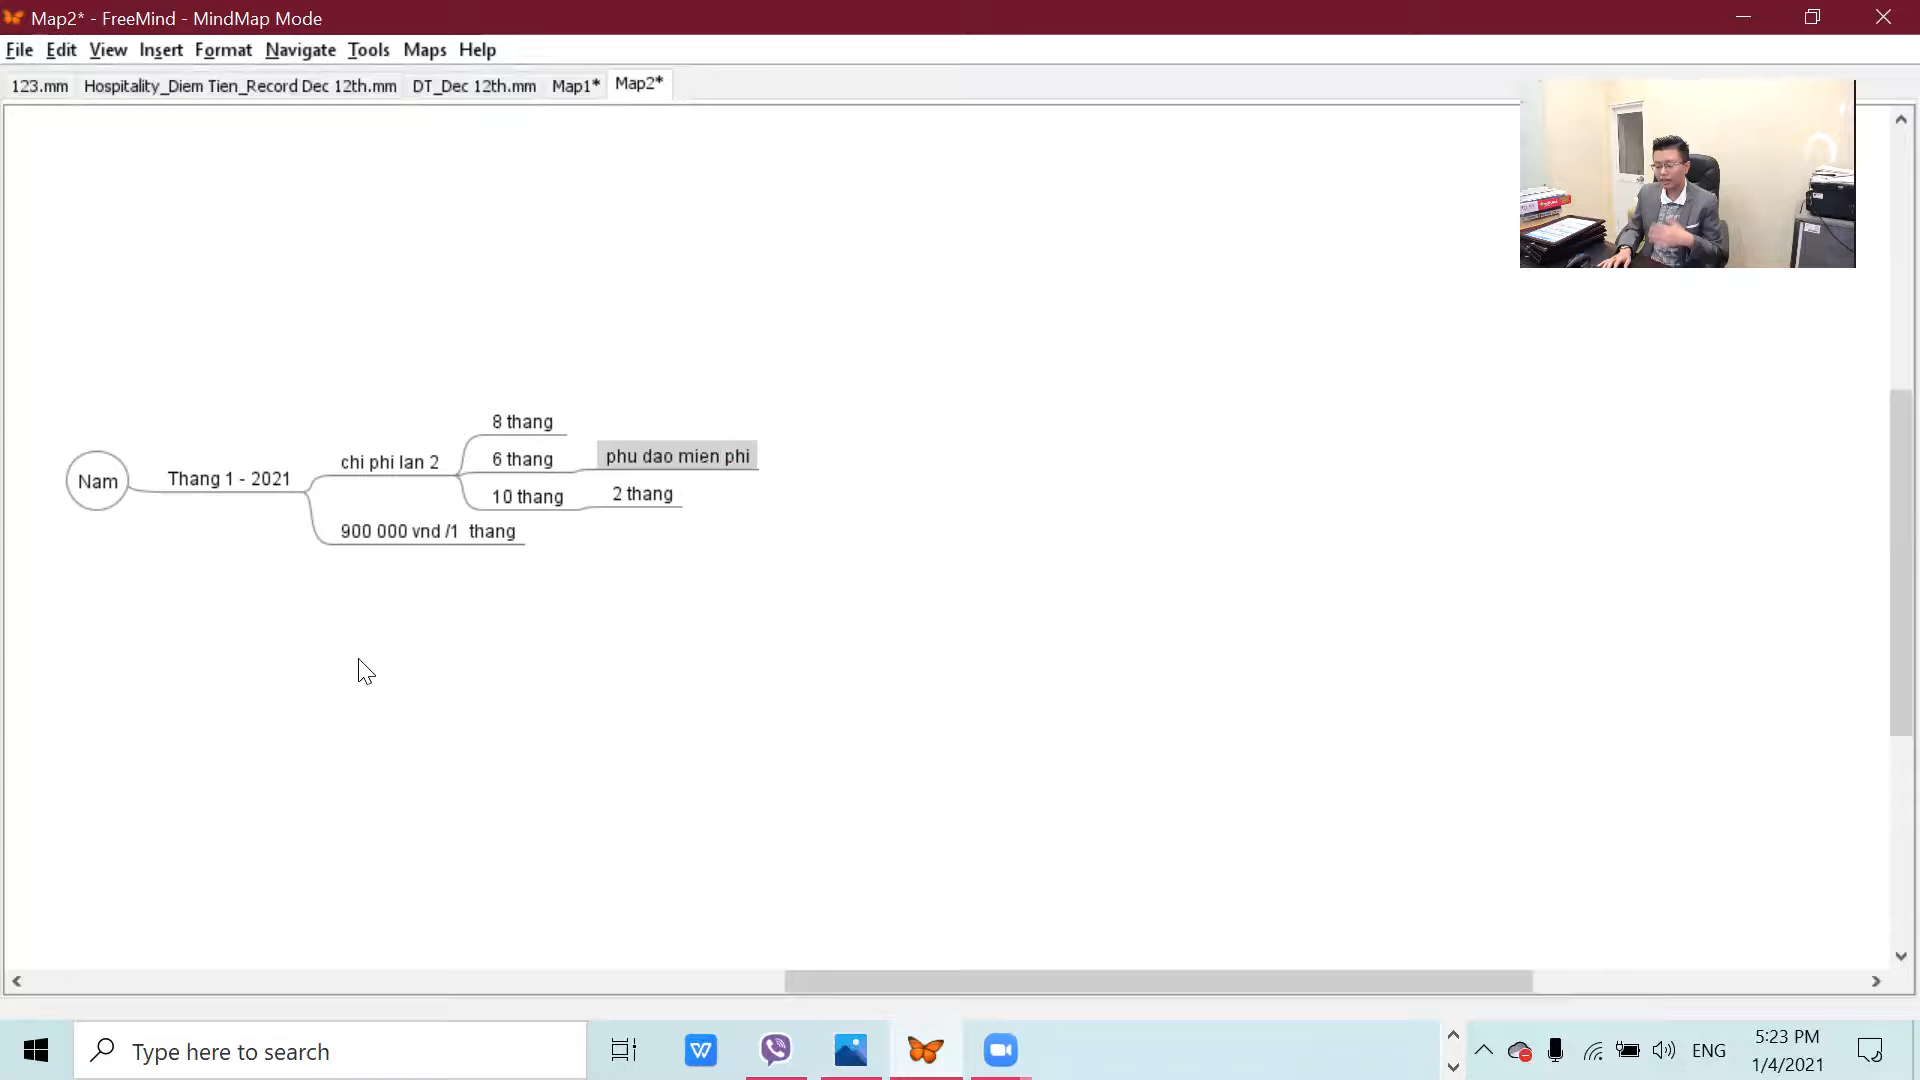 Map2* - FreeMind - MindMap Mode
File Edit View Insert Format Navigate Tools Maps Help
123.mm Hospitality_Diem Tien_Record Dec 12th.mm DT_Dec 12th.mm Map1* Map2*
8 thang
phu dao mien phi
6 thang
chi phi lan 2
Nam
Thang 1 - 2021
10 thang
2 thang
900 000 vnd /1 thang
Type here to search
ENG
5:23 PM
1/4/2021